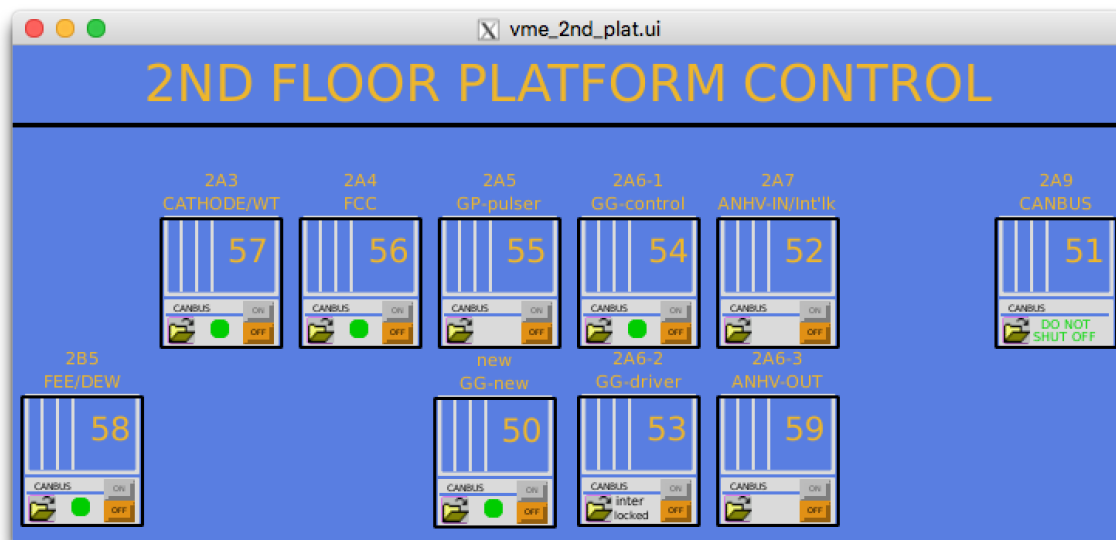 vme_2nd_plat.ui
2ND FLOOR PLATFORM CONTROL
2A3
CATHODE/WT
57
CANBUS
ON
OFF
2A4
FCC
56
CANBUS
ON
OFF
2A5
GP-pulser
55
CANBUS
ON
OFF
2A6-1
GG-control
54
CANBUS
ON
OFF
2A7
ANHV-IN/Int'lk
52
CANBUS
ON
OFF
2A9
CANBUS
51
CANBUS
DO NOT
SHUT OFF
2B5
FEE/DEW
58
CANBUS
ON
OFF
new
GG-new
50
CANBUS
ON
OFF
2A6-2
GG-driver
53
CANBUS
ON
inter
locked
OFF
2A6-3
ANHV-OUT
59
CANBUS
ON
OFF